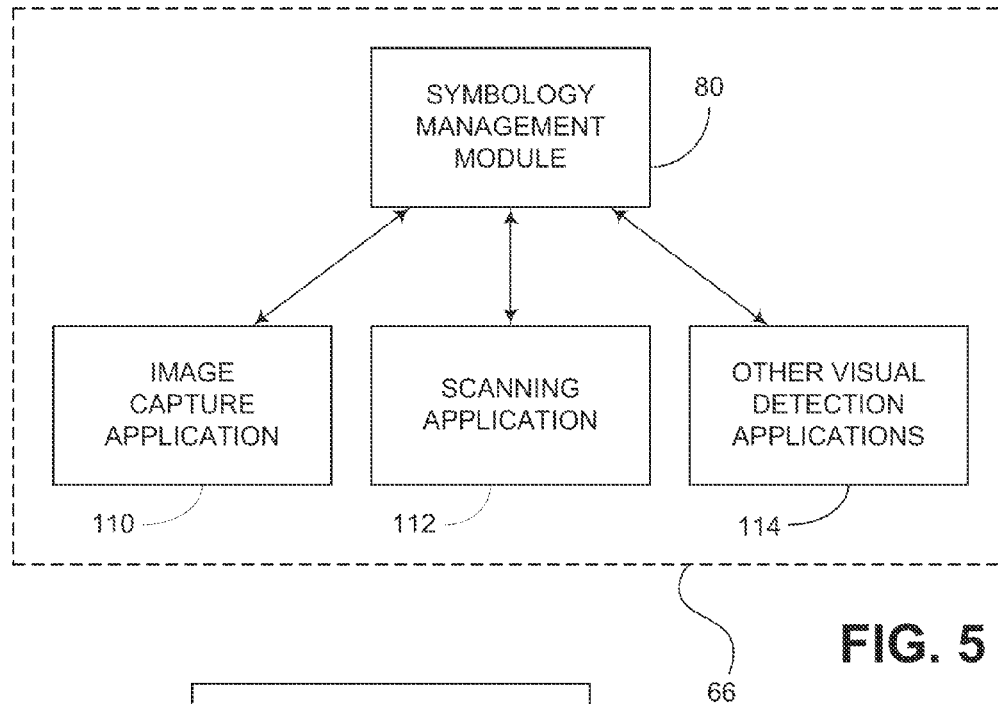 SYMBOLOGY
MANAGEMENT
MODULE
80
IMAGE
CAPTURE
APPLICATION
SCANNING
APPLICATION
OTHER VISUAL
DETECTION
APPLICATIONS
110
112
114
FIG. 5
66